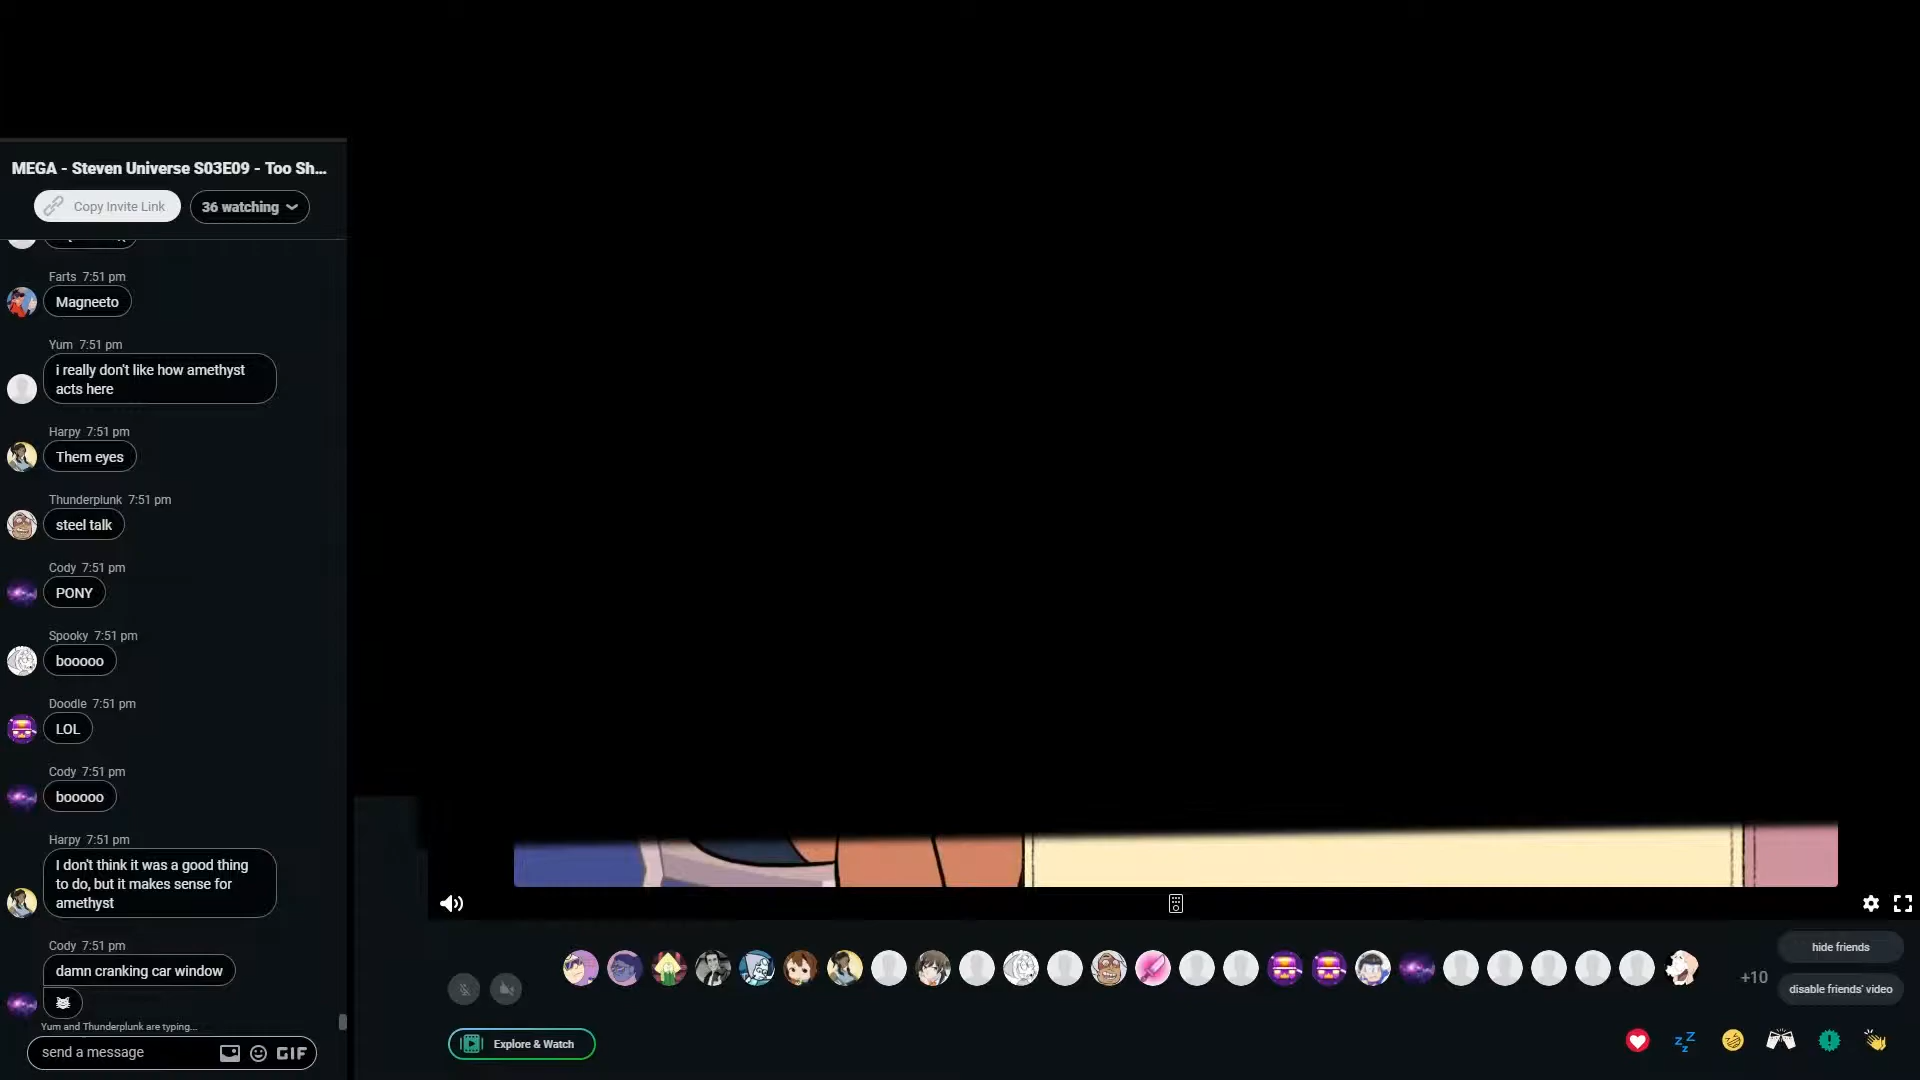 MEGA - Steven Universe S03E09 - Too Sh...
Copy Invite Link
36 watching
Farts 7:51 pm
Magneeto
Yum 7:51 pm
i really don't like how amethyst
acts here
Harpy 7:51 pm
Them eyes
Thunderplunk 7:51 pm
steel talk
Cody 7:51 pm
PONY
Spooky 7:51 pm
booooo
Doodle 7:51 pm
LOL
Cody 7:51 pm
booooo
Harpy 7:51 pm
I don't think it was a good thing
to do, but it makes sense for
amethyst
Cody 7:51 pm
damn cranking car window
Yum and Thunderplunk are typing...
send a message
GIF
+10
hide friends
disable friends' video
Explore & Watch